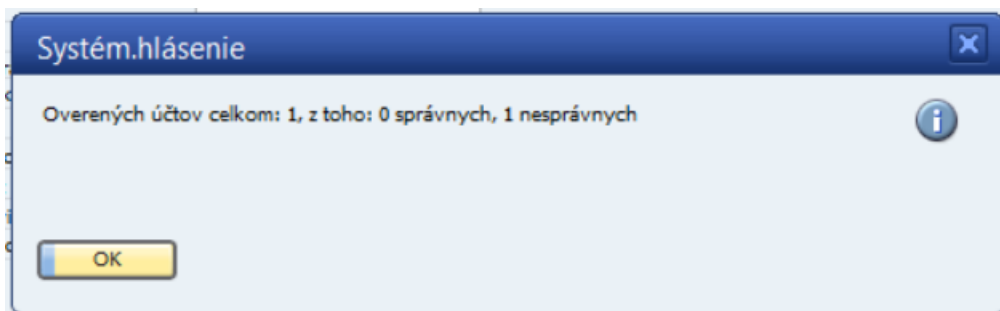 Systém.hlásenie
Overených účtov celkom: 1, z toho: 0 správnych, 1 nesprávnych
OK